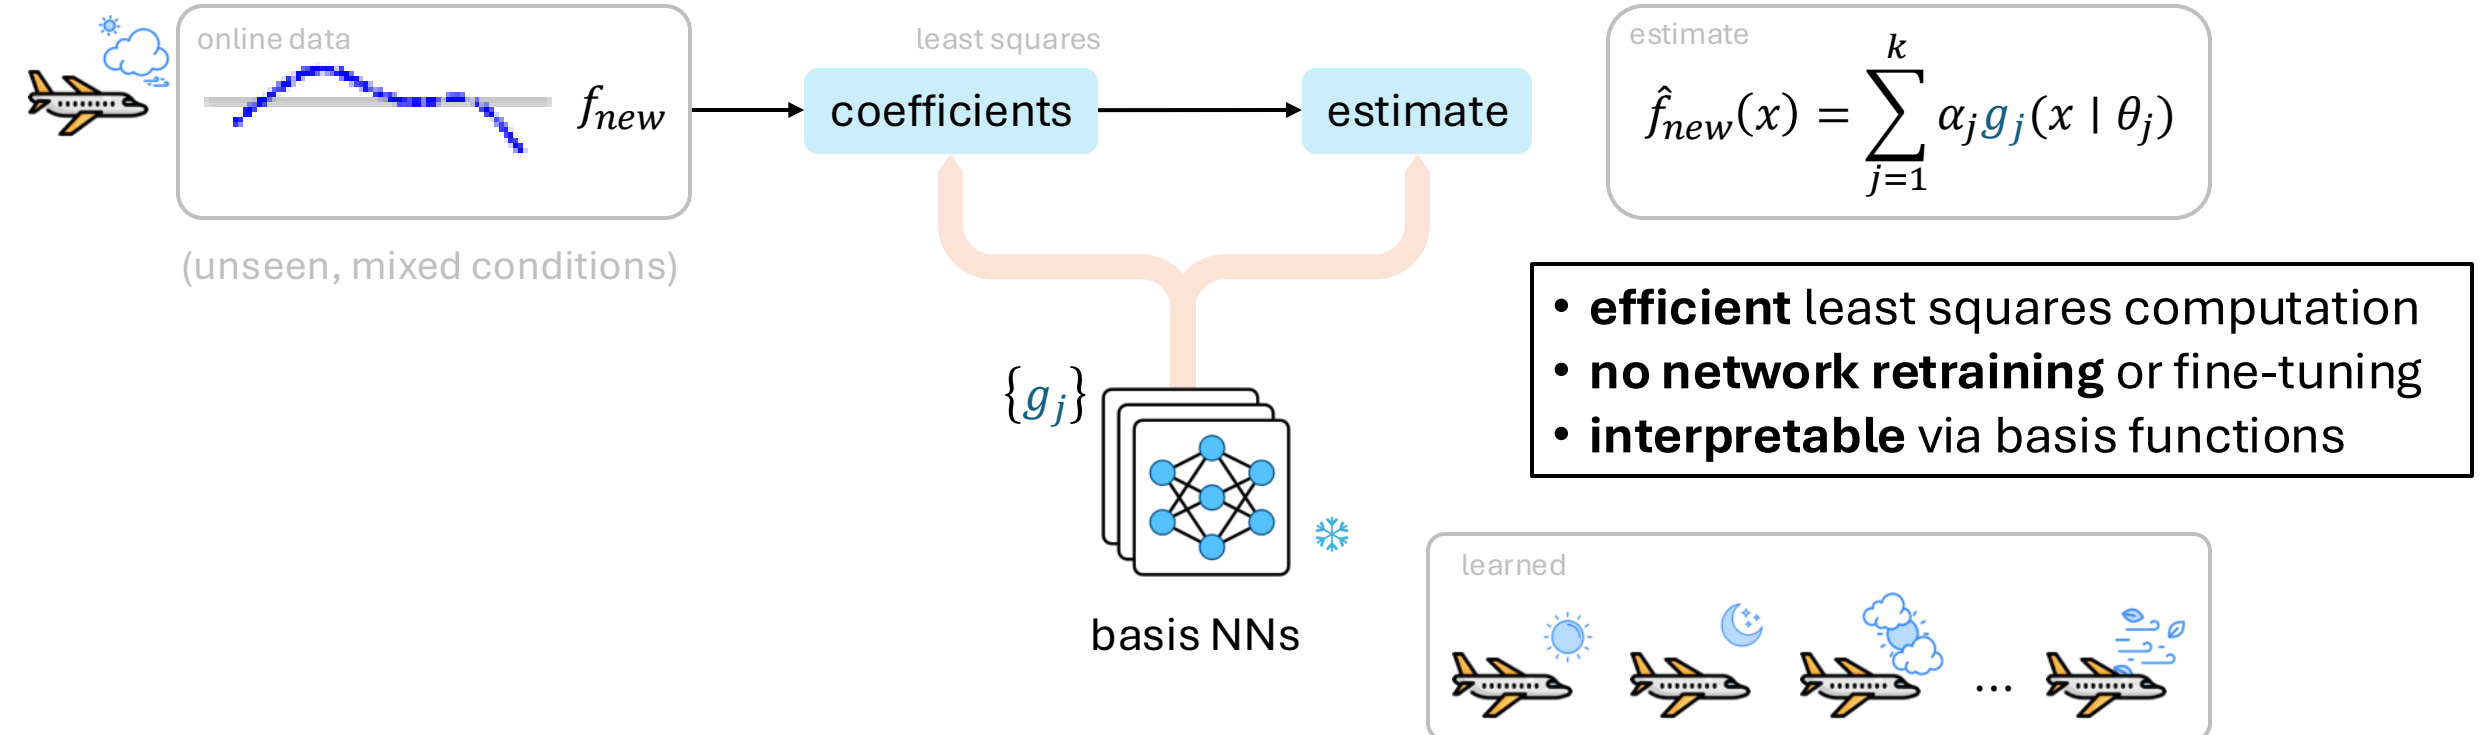 online data
f_new
(unseen, mixed conditions)
least squares
coefficients
estimate
estimate
f̂_new(x) = ∑_{j=1}^{k} α_j g_j(x | θ_j)
• efficient least squares computation
• no network retraining or fine-tuning
• interpretable via basis functions
{g_j}
basis NNs
learned
...